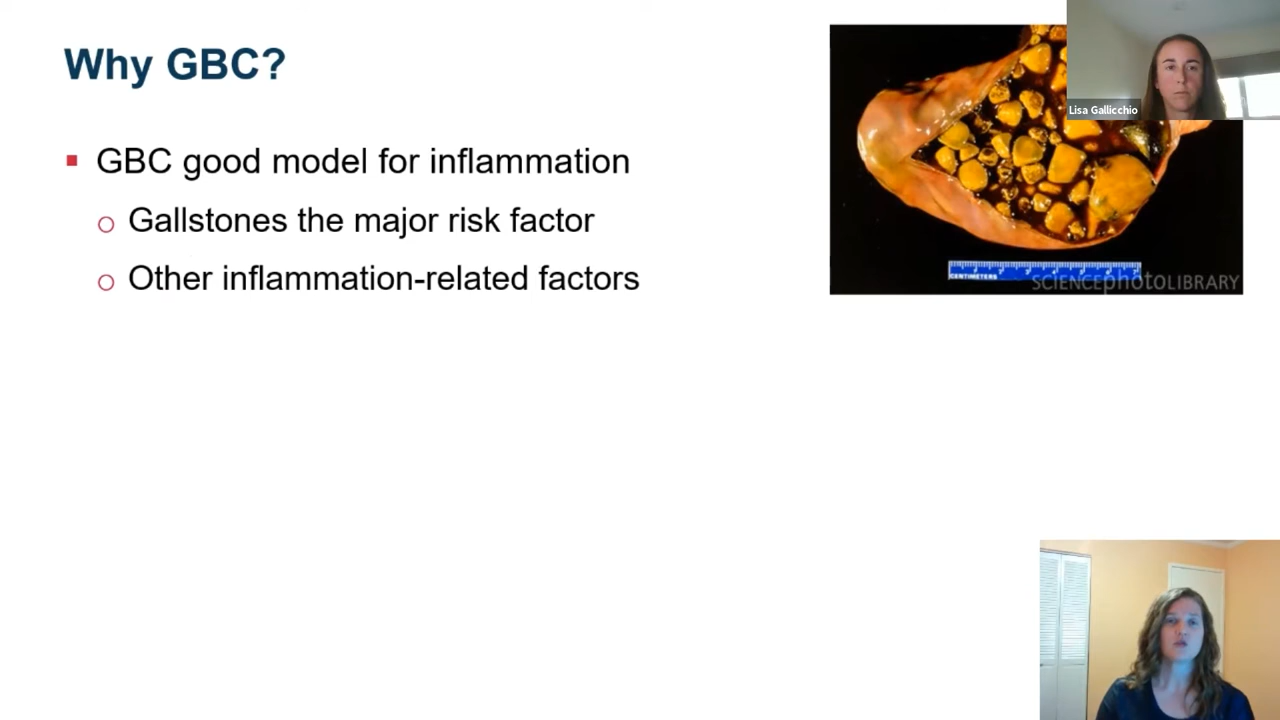 Why GBC?
Lisa Gallicchio
GBC good model for inflammation
Gallstones the major risk factor
Other inflammation-related factors
CENTIMETERS
SCIENCEphotoLIBRARY